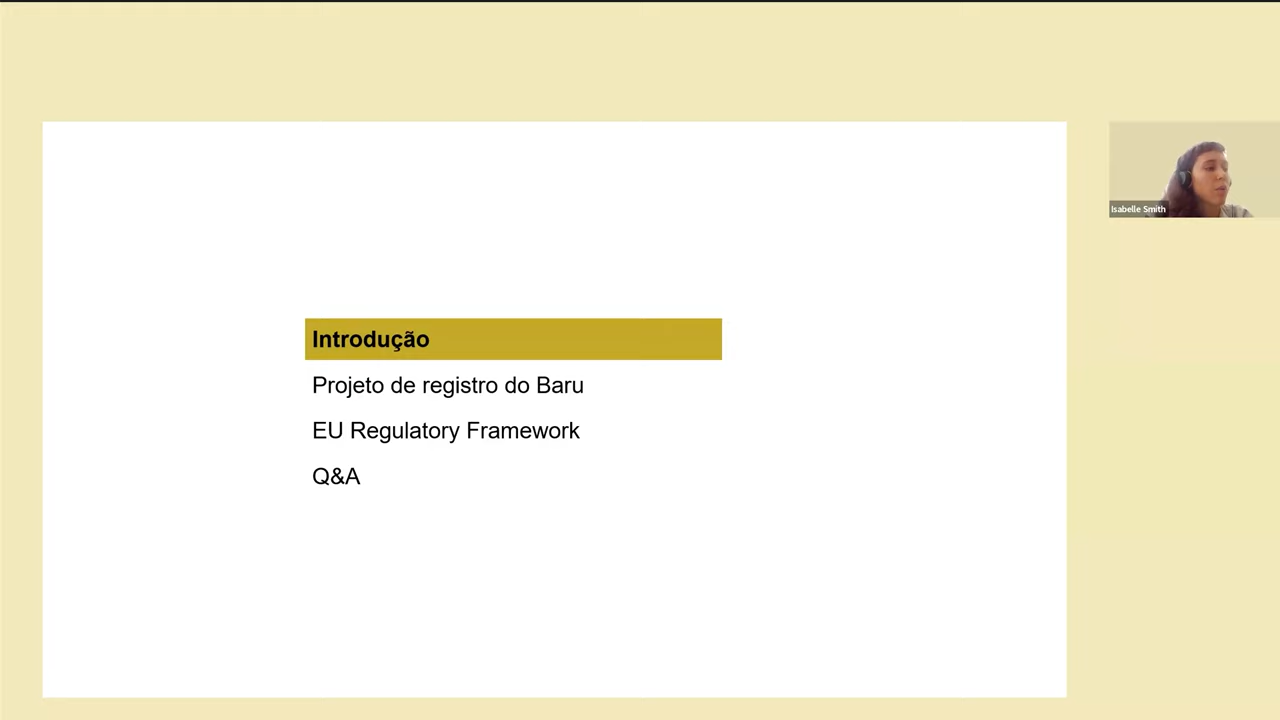 Introdução
Projeto de registro do Baru
EU Regulatory Framework
Q&A
Isabelle Smith